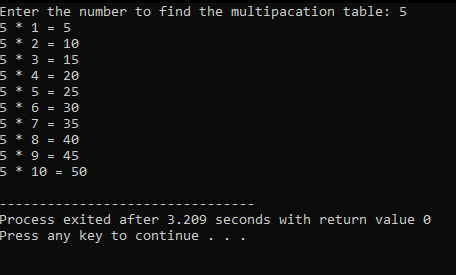 Enter the number to find the multipacation table: 5
5 * 1 = 5
5 * 2 = 10
5 * 3 = 15
5 * 4 = 20
5 * 5 = 25
5 * 6 = 30
5 * 7 = 35
5 * 8 = 40
5 * 9 = 45
5 * 10 = 50
--------------------------------
Process exited after 3.209 seconds with return value 0
Press any key to continue . . .